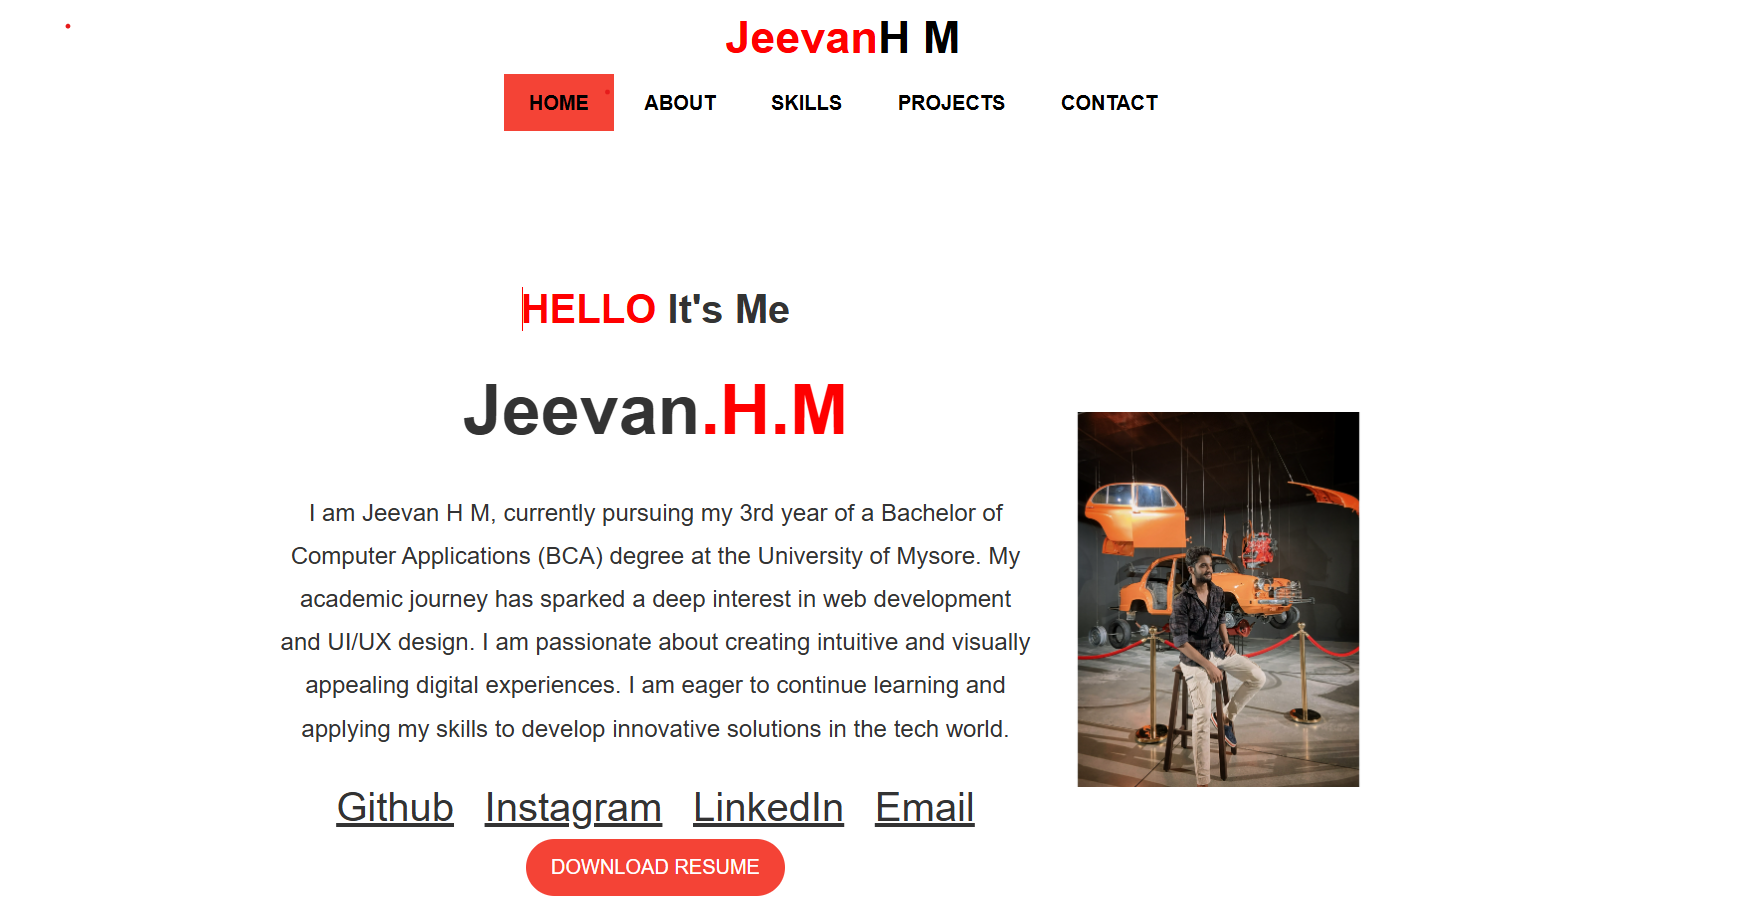 JeevanH M
HOME ABOUT SKILLS PROJECTS CONTACT
HELLO It's Me
Jeevan.H.M
I am Jeevan H M, currently pursuing my 3rd year of a Bachelor of
Computer Applications (BCA) degree at the University of Mysore. My
academic journey has sparked a deep interest in web development
and UI/UX design. I am passionate about creating intuitive and visually
appealing digital experiences. I am eager to continue learning and
applying my skills to develop innovative solutions in the tech world.
Github Instagram LinkedIn Email
DOWNLOAD RESUME